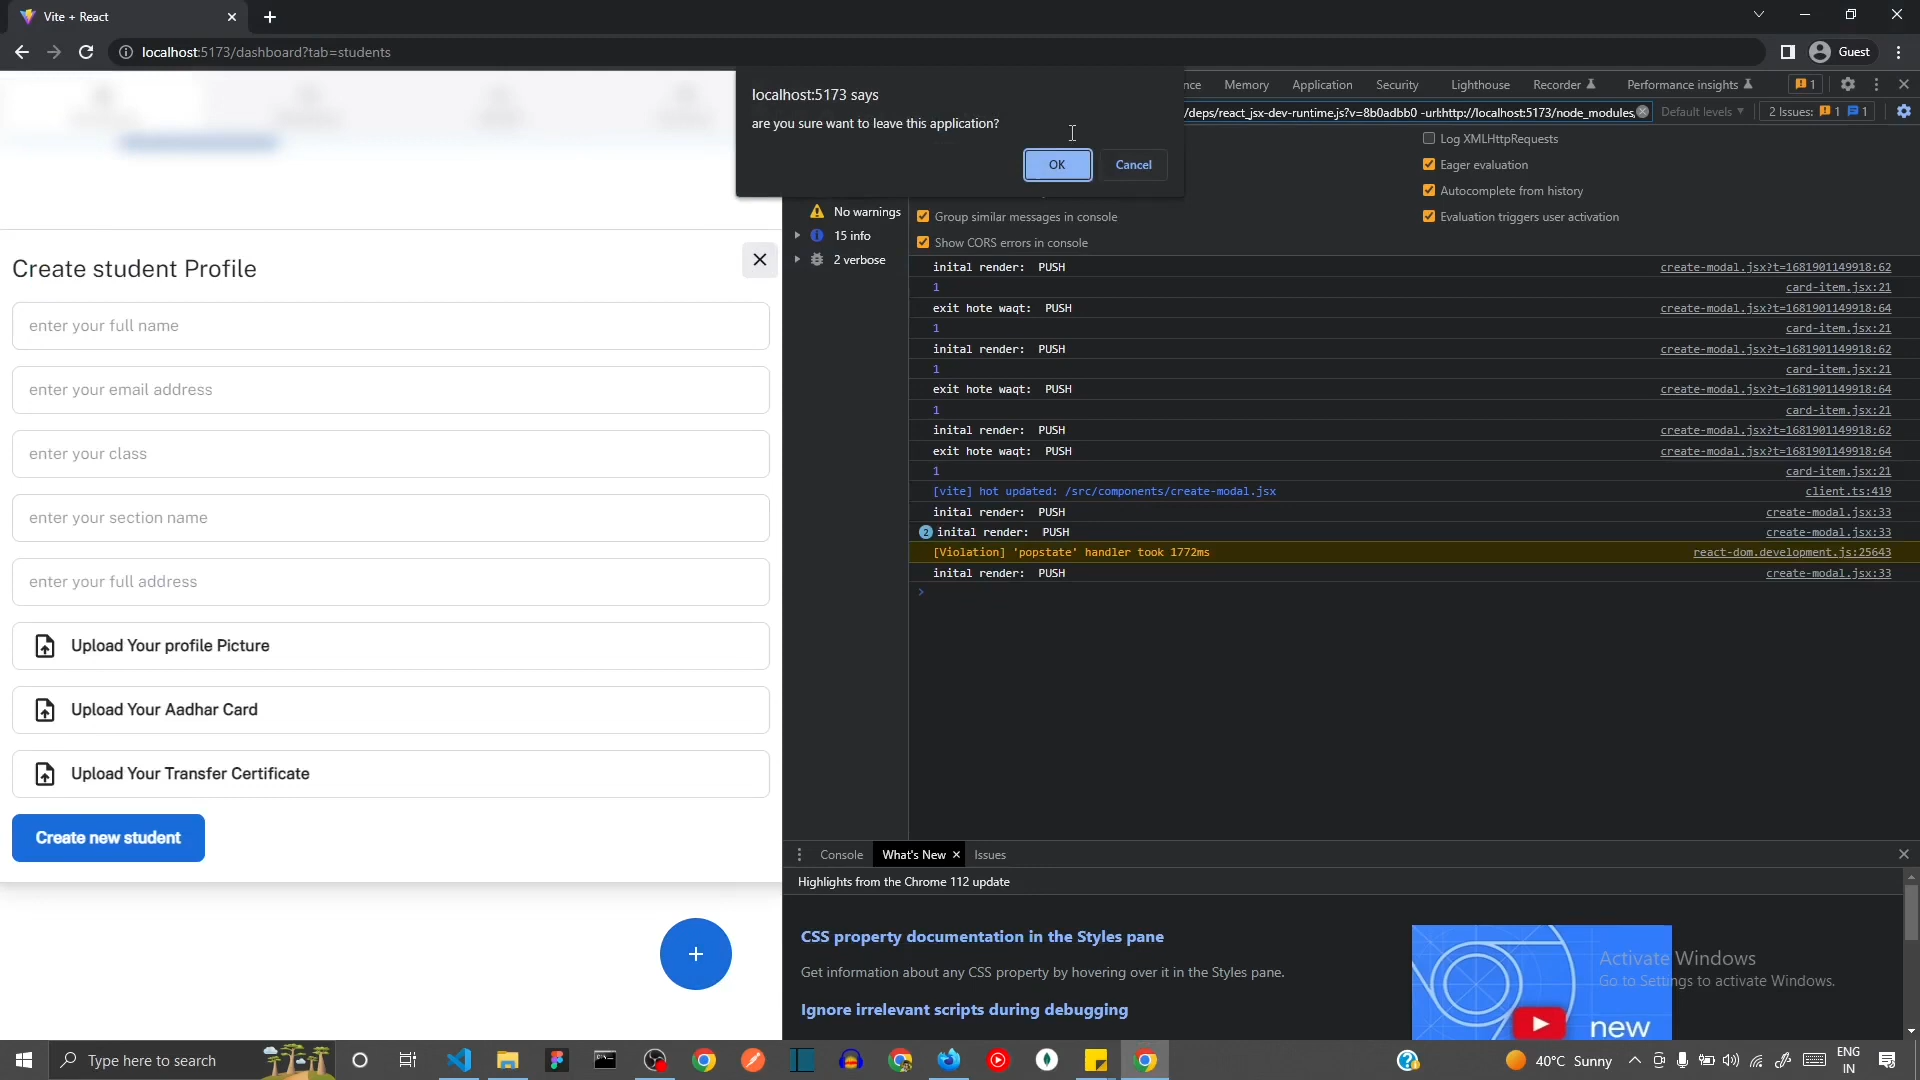 Vite + React
localhost:5173/dashboard?tab=students
Guest
localhost:5173 says
are you sure want to leave this application?
OK
Cancel
nce
Memory
Application
Security
Lighthouse
Recorder
Performance insights
1
/deps/react_jsx-dev-runtime.js?v=8b0adbb0 -url:http://localhost:5173/node_modules/
Default levels
2 Issues:
1
1
Log XMLHttpRequests
Eager evaluation
Autocomplete from history
Evaluation triggers user activation
No warnings
15 info
2 verbose
Group similar messages in console
Show CORS errors in console
inital render: PUSH create-modal.jsx?t=1681901149918:62
1 card-item.jsx:21
exit hote waqt: PUSH create-modal.jsx?t=1681901149918:64
1 card-item.jsx:21
inital render: PUSH create-modal.jsx?t=1681901149918:62
1 card-item.jsx:21
exit hote waqt: PUSH create-modal.jsx?t=1681901149918:64
1 card-item.jsx:21
inital render: PUSH create-modal.jsx?t=1681901149918:62
exit hote waqt: PUSH create-modal.jsx?t=1681901149918:64
1 card-item.jsx:21
[vite] hot updated: /src/components/create-modal.jsx client.ts:419
inital render: PUSH create-modal.jsx:33
2 inital render: PUSH create-modal.jsx:33
[Violation] 'popstate' handler took 1772ms react-dom.development.js:25643
inital render: PUSH create-modal.jsx:33
Create student Profile
enter your full name
enter your email address
enter your class
enter your section name
enter your full address
Upload Your profile Picture
Upload Your Aadhar Card
Upload Your Transfer Certificate
Create new student
Console
What's New
Issues
Highlights from the Chrome 112 update
CSS property documentation in the Styles pane
Get information about any CSS property by hovering over it in the Styles pane.
Ignore irrelevant scripts during debugging
new
Activate Windows
Go to Settings to activate Windows.
Type here to search
40°C Sunny
ENG
IN